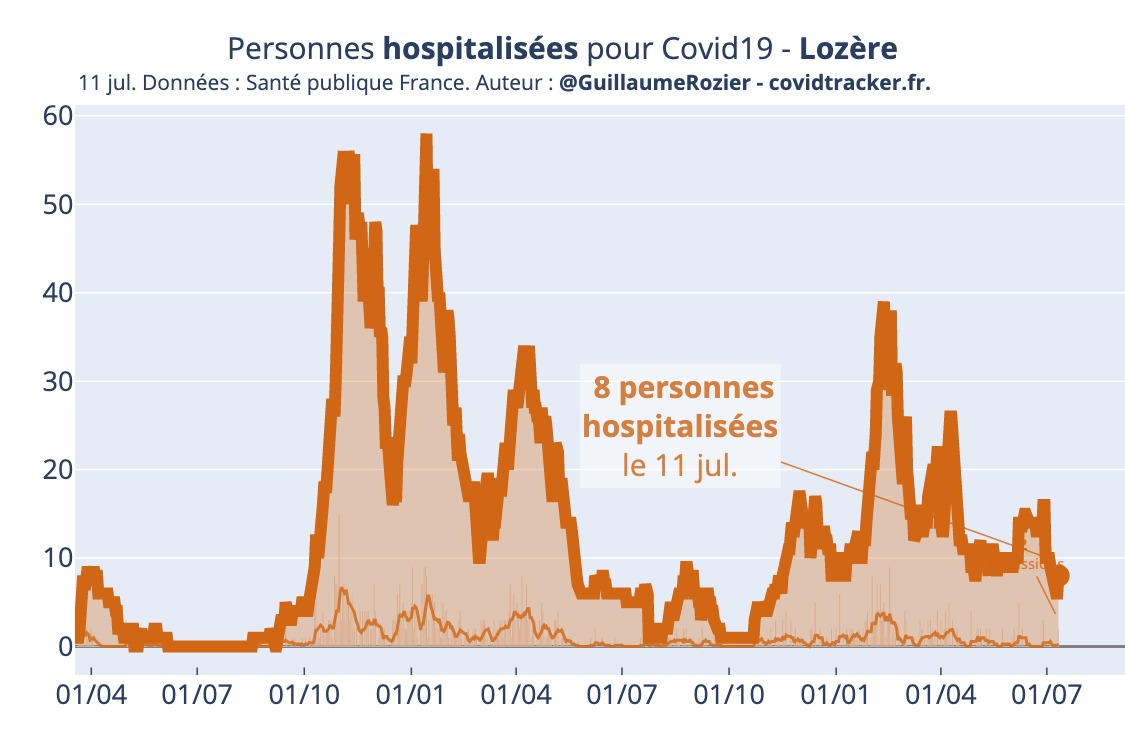 Personnes hospitalisées pour Covid19 - Lozère
11 jul. Données : Santé publique France. Auteur : @GuillaumeRozier - covidtracker.fr.
60
50
40
30
20
10
0
8 personnes
hospitalisées
le 11 jul.
01/04 01/07 01/10 01/01 01/04 01/07 01/10 01/01 01/04 01/07